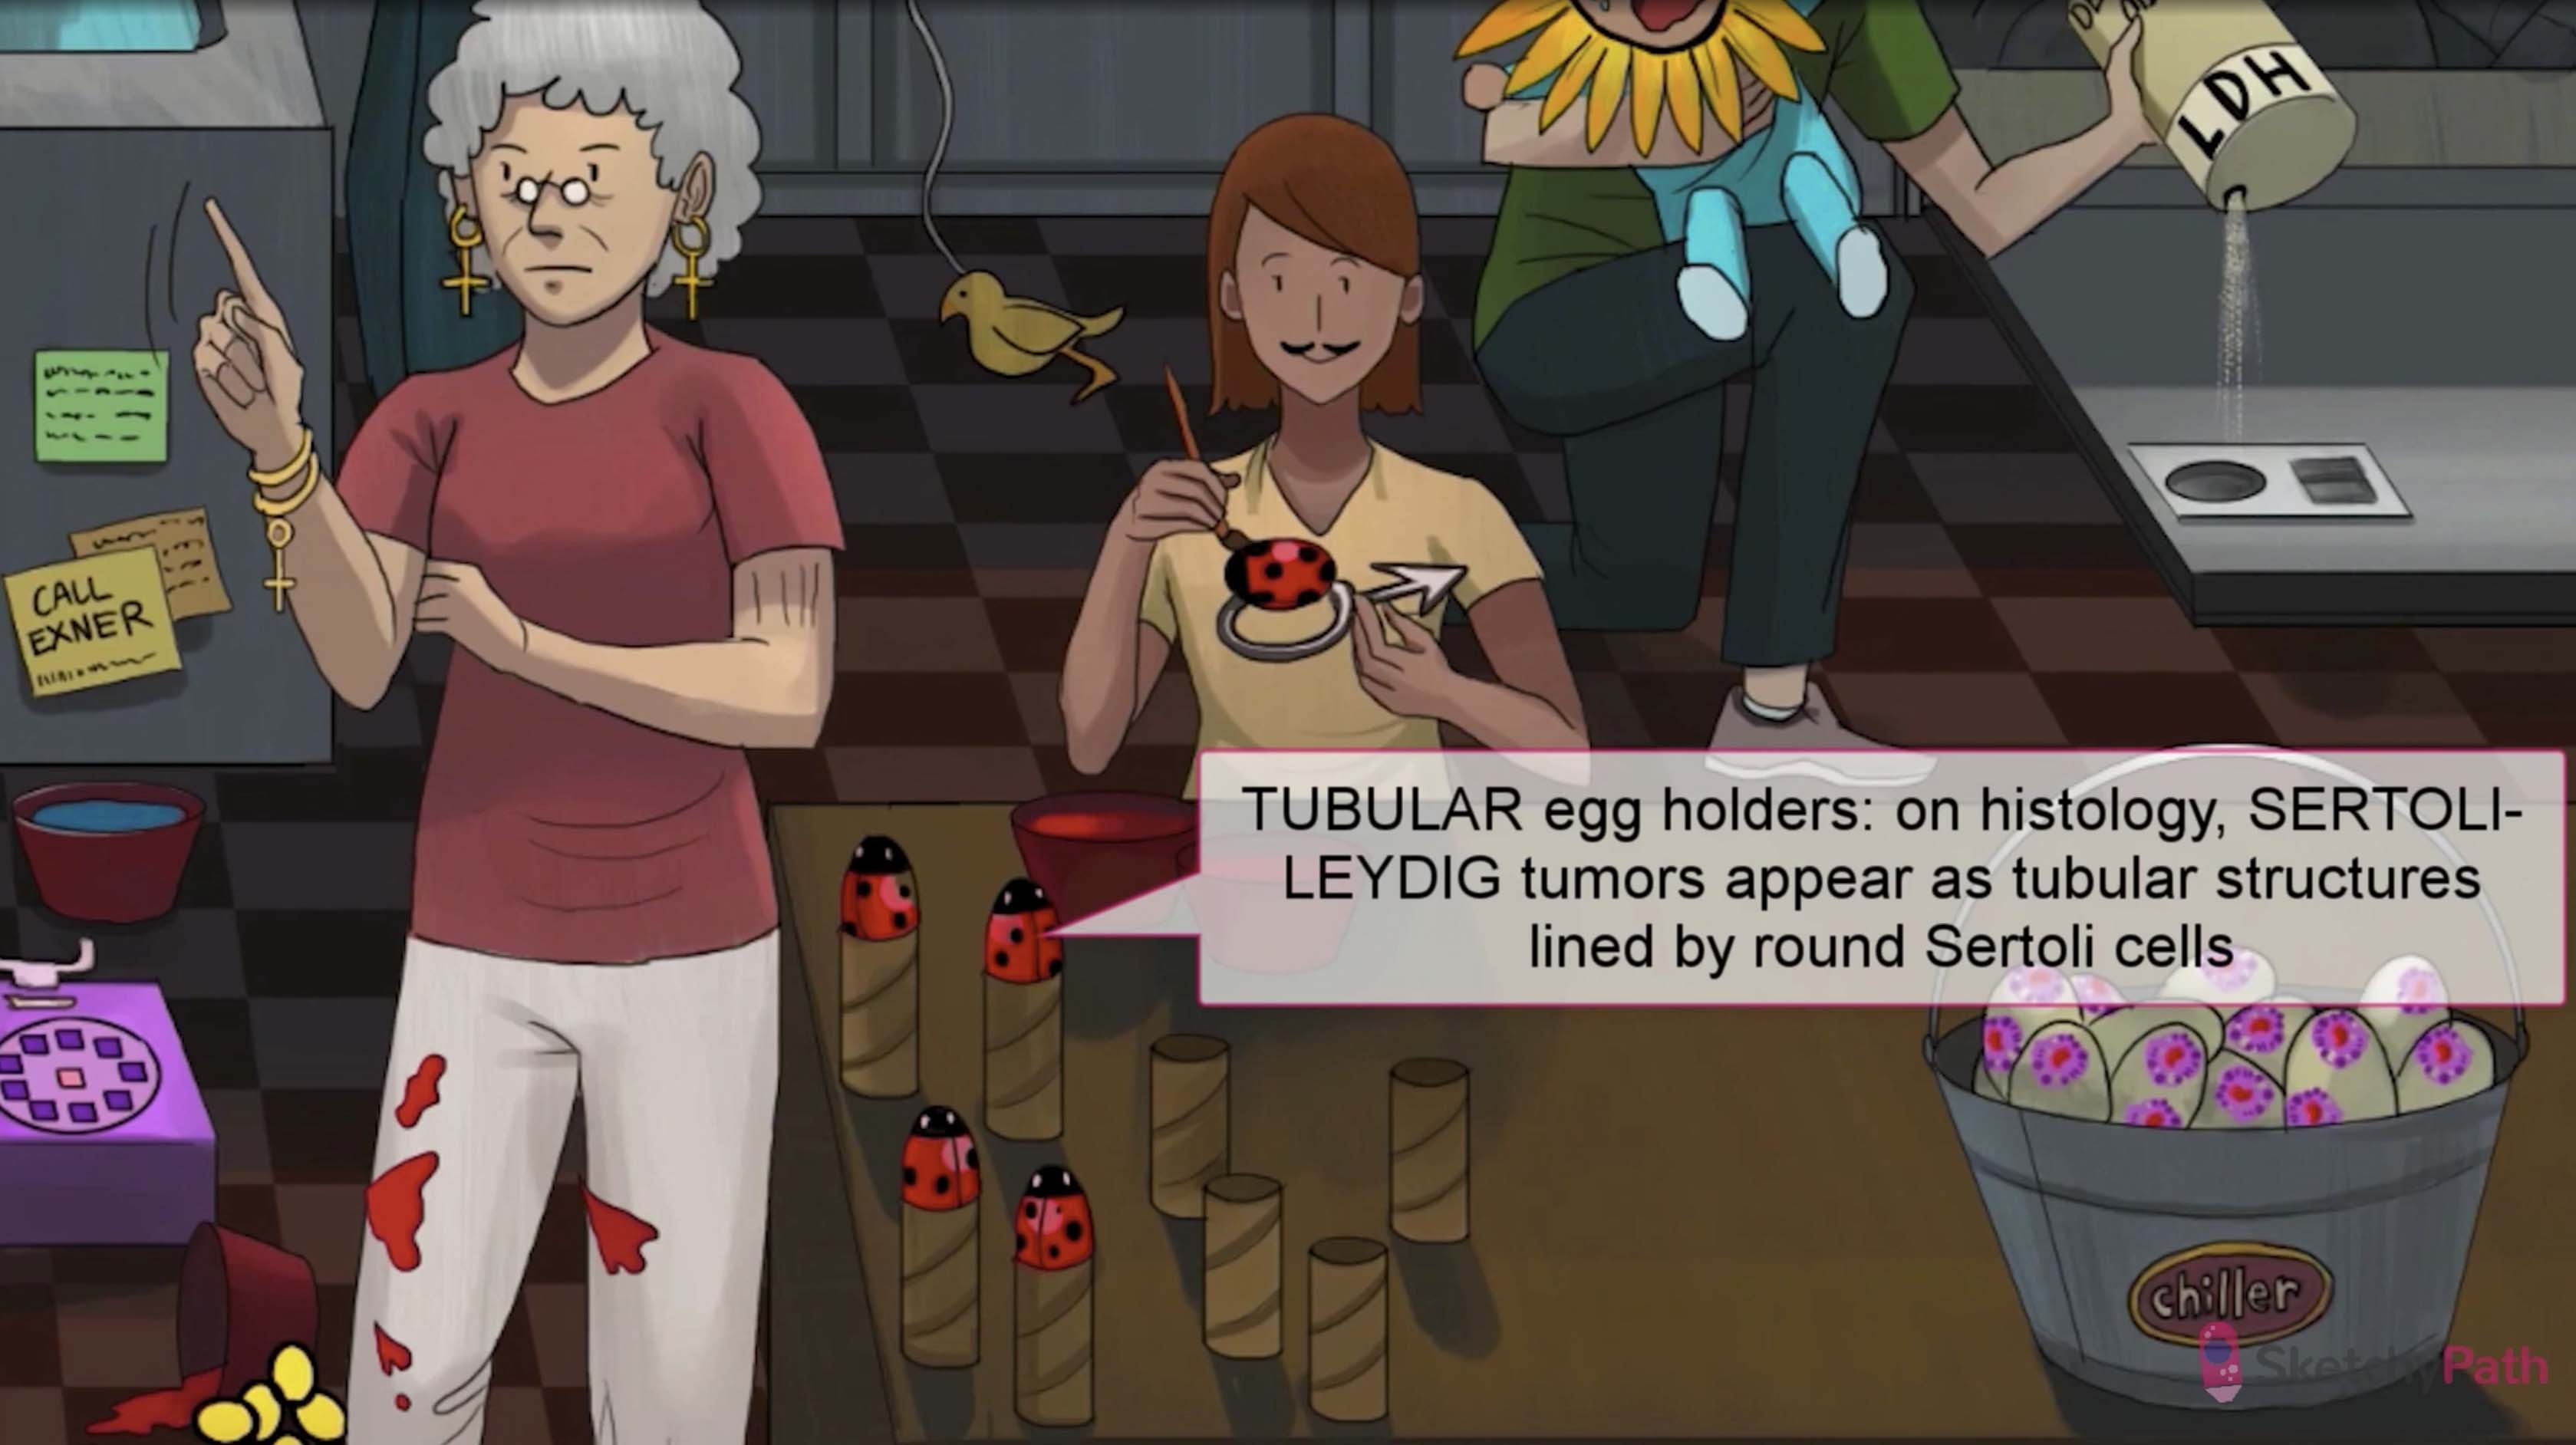 LDH
CALL
EXNER
TUBULAR egg holders: on histology, SERTOLI-
LEYDIG tumors appear as tubular structures
lined by round Sertoli cells
chiller
SketchyPath